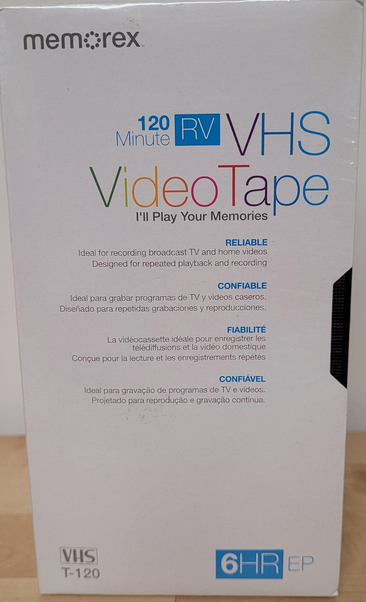 memorex
120 Minute RV VHS
VideoTape
I'll Play Your Memories
RELIABLE
Ideal for recording broadcast TV and home videos
Designed for repeated playback and recording
CONFIABLE
Ideal para grabar programas de TV y videos caseros.
Diseñado para repetidas grabaciones y reproducciones.
FIABILITÉ
La vidéocassette idéale pour enregistrer les
télédiffusions et la vidéo domestique
Conçue pour la lecture et les enregistrements répétés
CONFIÁVEL
Ideal para gravação de programas de TV e vídeos.
Projetado para reprodução e gravação contínua.
VHS
T-120
6HR EP